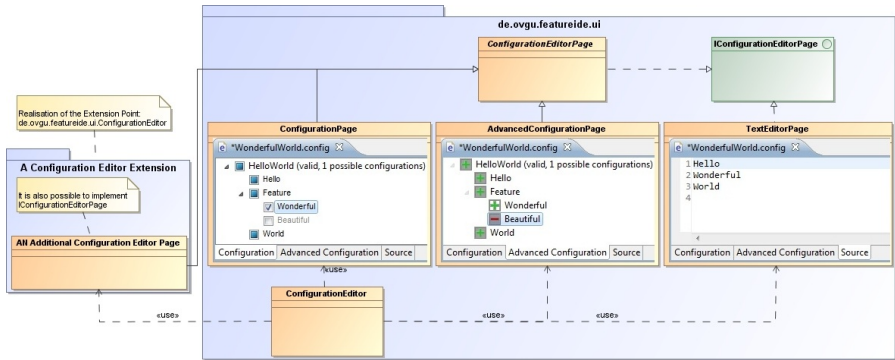 de.ovgu.featureide.ui
ConfigurationEditorPage
IConfigurationEditorPage
Realisation of the Extension Point:
de.ovgu.featureide.ui.ConfigurationEditor
A Configuration Editor Extension
It is also possible to implement
IConfigurationEditorPage
AN Additional Configuration Editor Page
ConfigurationPage
*WonderfulWorld.config
HelloWorld (valid, 1 possible configurations)
Hello
Feature
Wonderful
Beautiful
World
Configuration Advanced Configuration Source
AdvancedConfigurationPage
*WonderfulWorld.config
HelloWorld (valid, 1 possible configurations)
Hello
Feature
Wonderful
Beautiful
World
Configuration Advanced Configuration Source
TextEditorPage
*WonderfulWorld.config
1 Hello
2 Wonderful
3 World
4
Configuration Advanced Configuration Source
«use»
ConfigurationEditor
«use»
«use»
«use»